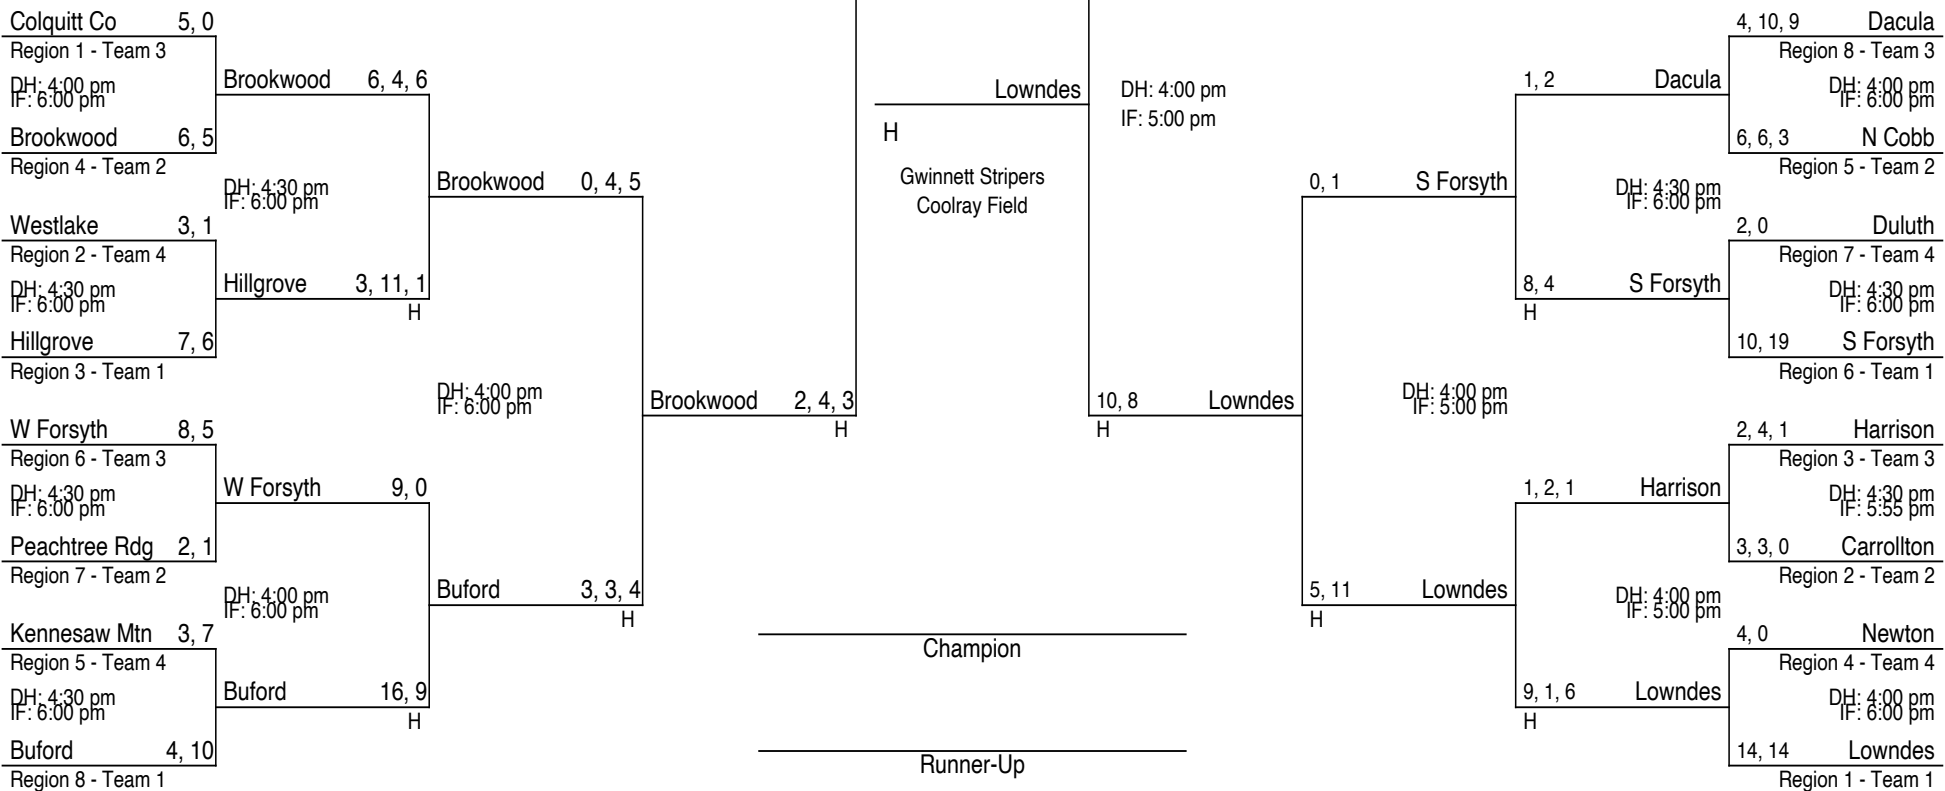 Colquitt Co 5, 0
Region 1 - Team 3
DH: 4:00 pm
IF: 6:00 pm
Brookwood 6, 5
Region 4 - Team 2
Westlake 3, 1
Region 2 - Team 4
DH: 4:30 pm
IF: 6:00 pm
Hillgrove 7, 6
Region 3 - Team 1
W Forsyth 8, 5
Region 6 - Team 3
DH: 4:30 pm
IF: 6:00 pm
Peachtree Rdg 2, 1
Region 7 - Team 2
Kennesaw Mtn 3, 7
Region 5 - Team 4
DH: 4:30 pm
IF: 6:00 pm
Buford 4, 10
Region 8 - Team 1
Brookwood 6, 4, 6
DH: 4:30 pm
IF: 6:00 pm
Hillgrove 3, 11, 1
H
W Forsyth 9, 0
DH: 4:00 pm
IF: 6:00 pm
Buford 16, 9
H
Brookwood 0, 4, 5
DH: 4:00 pm
IF: 6:00 pm
Buford 3, 3, 4
H
Brookwood 2, 4, 3
H
Lowndes
H
Gwinnett Stripers
Coolray Field
Champion
Runner-Up
DH: 4:00 pm
IF: 5:00 pm
10, 8 Lowndes
H
0, 1 S Forsyth
DH: 4:00 pm
IF: 5:00 pm
5, 11 Lowndes
H
1, 2 Dacula
DH: 4:30 pm
IF: 6:00 pm
8, 4 S Forsyth
H
1, 2, 1 Harrison
DH: 4:00 pm
IF: 5:00 pm
9, 1, 6 Lowndes
H
4, 10, 9 Dacula
Region 8 - Team 3
DH: 4:00 pm
IF: 6:00 pm
6, 6, 3 N Cobb
Region 5 - Team 2
2, 0 Duluth
Region 7 - Team 4
DH: 4:30 pm
IF: 6:00 pm
10, 19 S Forsyth
Region 6 - Team 1
2, 4, 1 Harrison
Region 3 - Team 3
DH: 4:30 pm
IF: 5:55 pm
3, 3, 0 Carrollton
Region 2 - Team 2
4, 0 Newton
Region 4 - Team 4
DH: 4:00 pm
IF: 6:00 pm
14, 14 Lowndes
Region 1 - Team 1